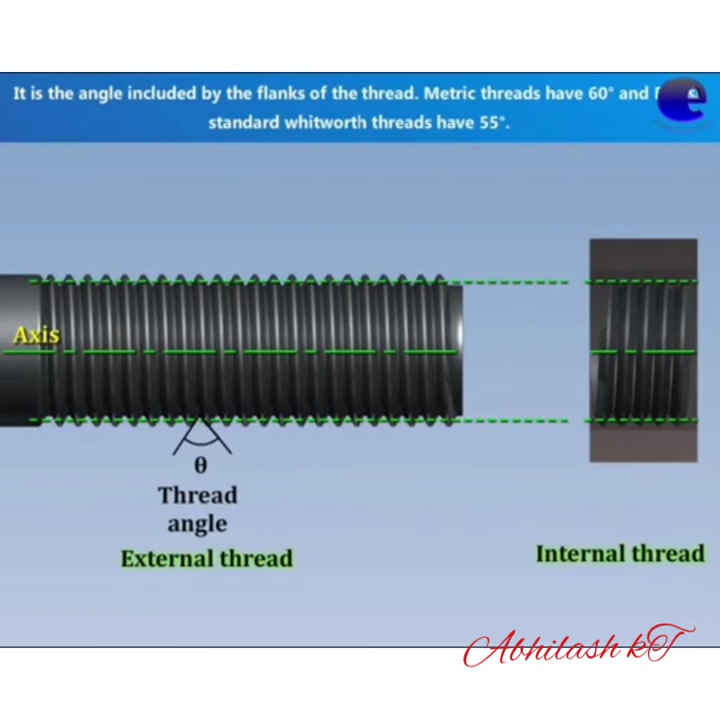 It is the angle included by the flanks of the thread. Metric threads have 60° and
standard whitworth threads have 55°.
Axis
θ
Thread
angle
External thread
Internal thread
Abhilash kT